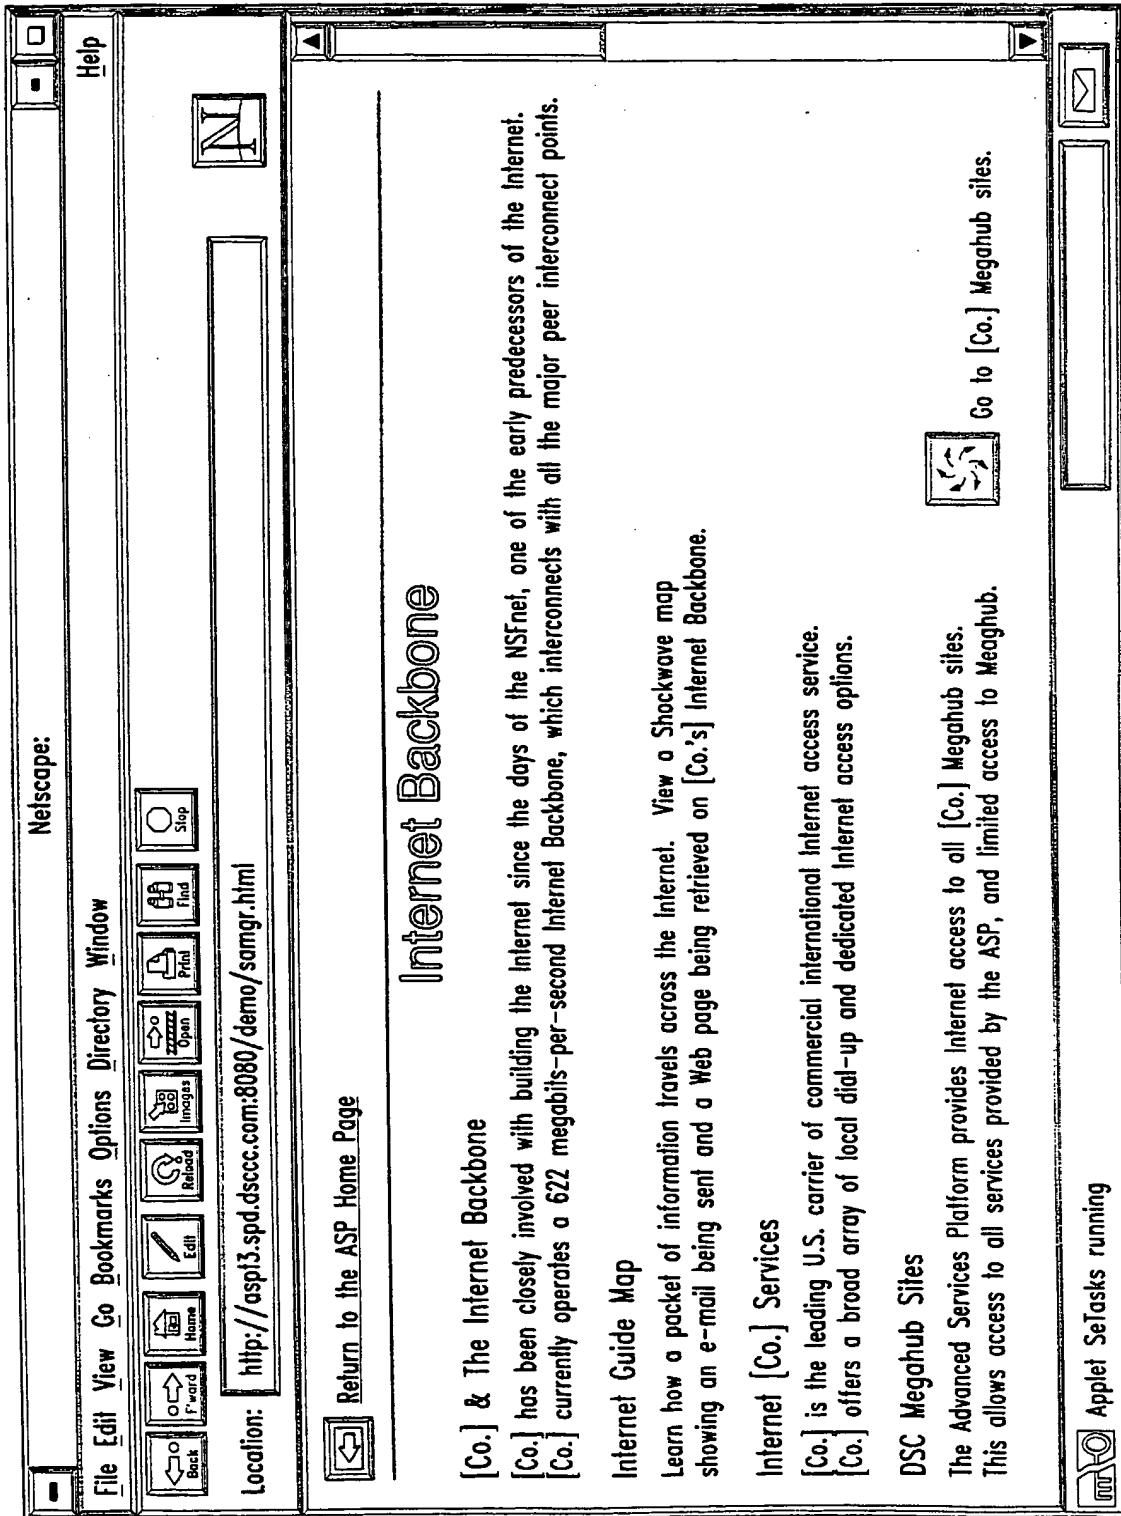 Netscape:
File Edit View Go Bookmarks Options Directory Window Help
Back F'ward Home Edit Reload Images Open Print Find Stop
Location: http://aspt3.spd.dsccc.com:8080/demo/samgr.html
N
Return to the ASP Home Page
Internet Backbone
[Co.] & The Internet Backbone
[Co.] has been closely involved with building the Internet since the days of the NSFnet, one of the early predecessors of the Internet.
[Co.] currently operates a 622 megabits-per-second Internet Backbone, which interconnects with all the major peer interconnect points.
Internet Guide Map
Learn how a packet of information travels across the Internet. View a Shockwave map
showing an e-mail being sent and a Web page being retrieved on [Co.'s] Internet Backbone.
Internet [Co.] Services
[Co.] is the leading U.S. carrier of commercial international Internet access service.
[Co.] offers a broad array of local dial-up and dedicated Internet access options.
DSC Megahub Sites
The Advanced Services Platform provides Internet access to all [Co.] Megahub sites.
This allows access to all services provided by the ASP, and limited access to Meaghub.
Go to [Co.] Megahub sites.
Applet SeTasks running